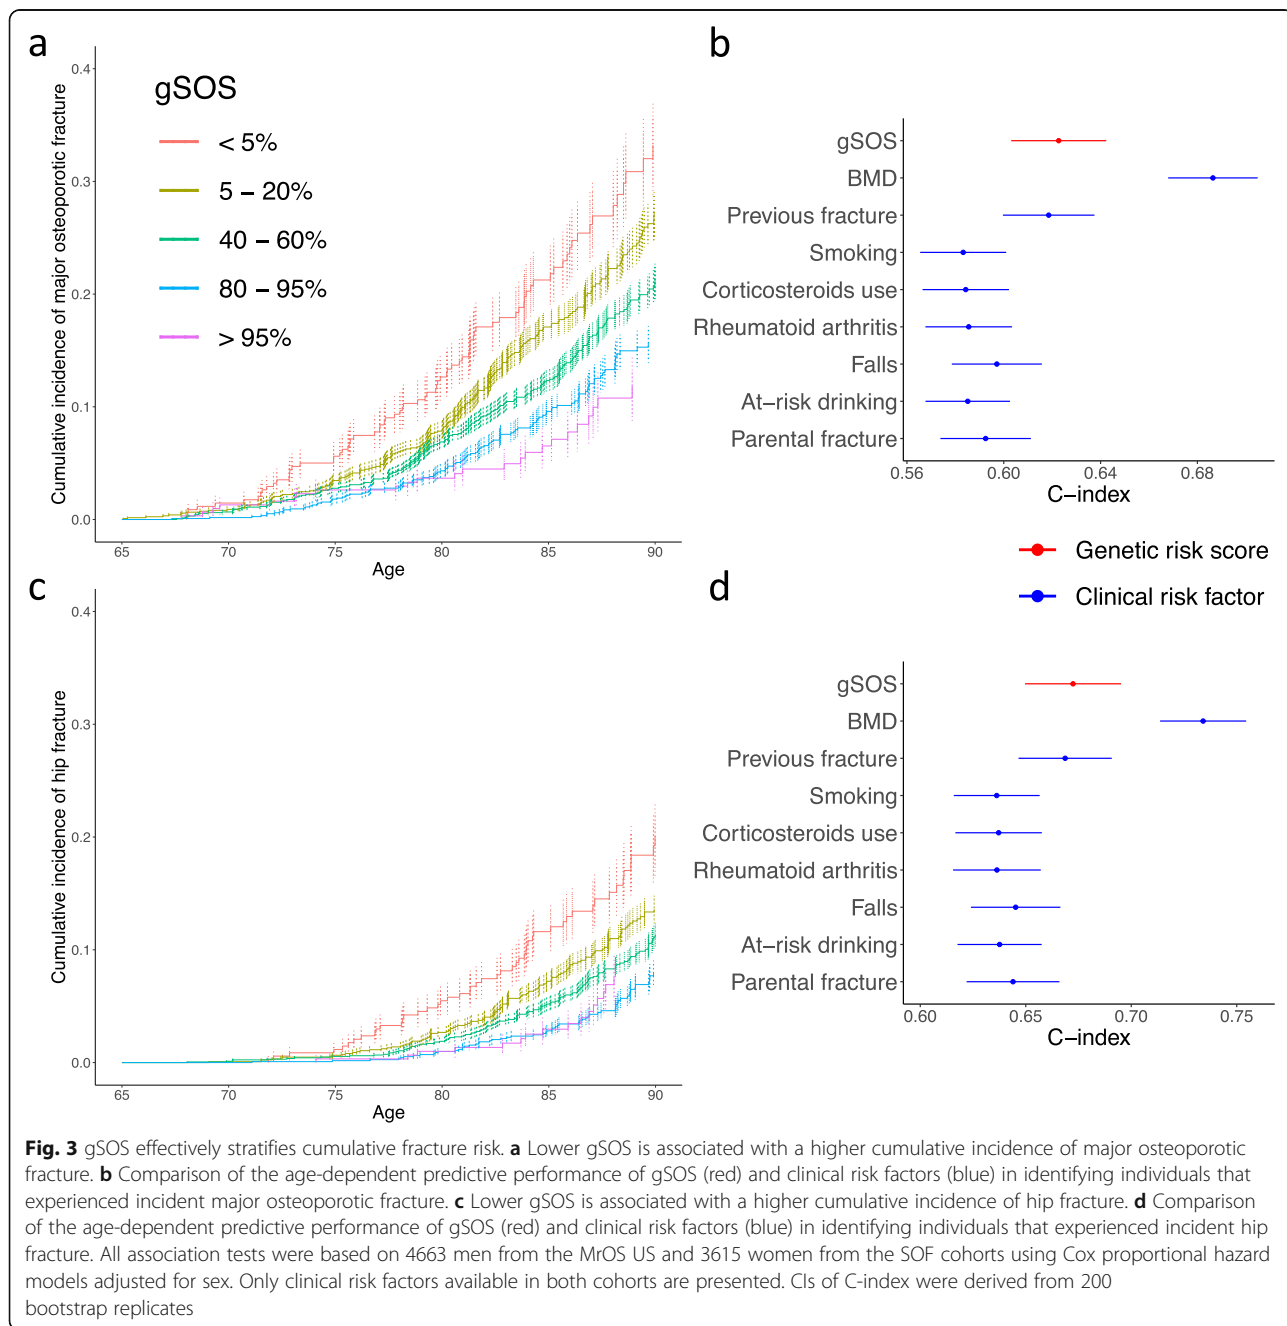 a
Cumulative incidence of major osteoporotic fracture
0.4
0.3
0.2
0.1
0.0
gSOS
< 5%
5 – 20%
40 – 60%
80 – 95%
> 95%
65 70 75 80 85 90
Age
b
gSOS
BMD
Previous fracture
Smoking
Corticosteroids use
Rheumatoid arthritis
Falls
At–risk drinking
Parental fracture
0.56 0.60 0.64 0.68
C–index
Genetic risk score
Clinical risk factor
c
Cumulative incidence of hip fracture
0.4
0.3
0.2
0.1
0.0
65 70 75 80 85 90
Age
d
gSOS
BMD
Previous fracture
Smoking
Corticosteroids use
Rheumatoid arthritis
Falls
At–risk drinking
Parental fracture
0.60 0.65 0.70 0.75
C–index
Fig. 3 gSOS effectively stratifies cumulative fracture risk. a Lower gSOS is associated with a higher cumulative incidence of major osteoporotic
fracture. b Comparison of the age-dependent predictive performance of gSOS (red) and clinical risk factors (blue) in identifying individuals that
experienced incident major osteoporotic fracture. c Lower gSOS is associated with a higher cumulative incidence of hip fracture. d Comparison
of the age-dependent predictive performance of gSOS (red) and clinical risk factors (blue) in identifying individuals that experienced incident hip
fracture. All association tests were based on 4663 men from the MrOS US and 3615 women from the SOF cohorts using Cox proportional hazard
models adjusted for sex. Only clinical risk factors available in both cohorts are presented. CIs of C-index were derived from 200
bootstrap replicates